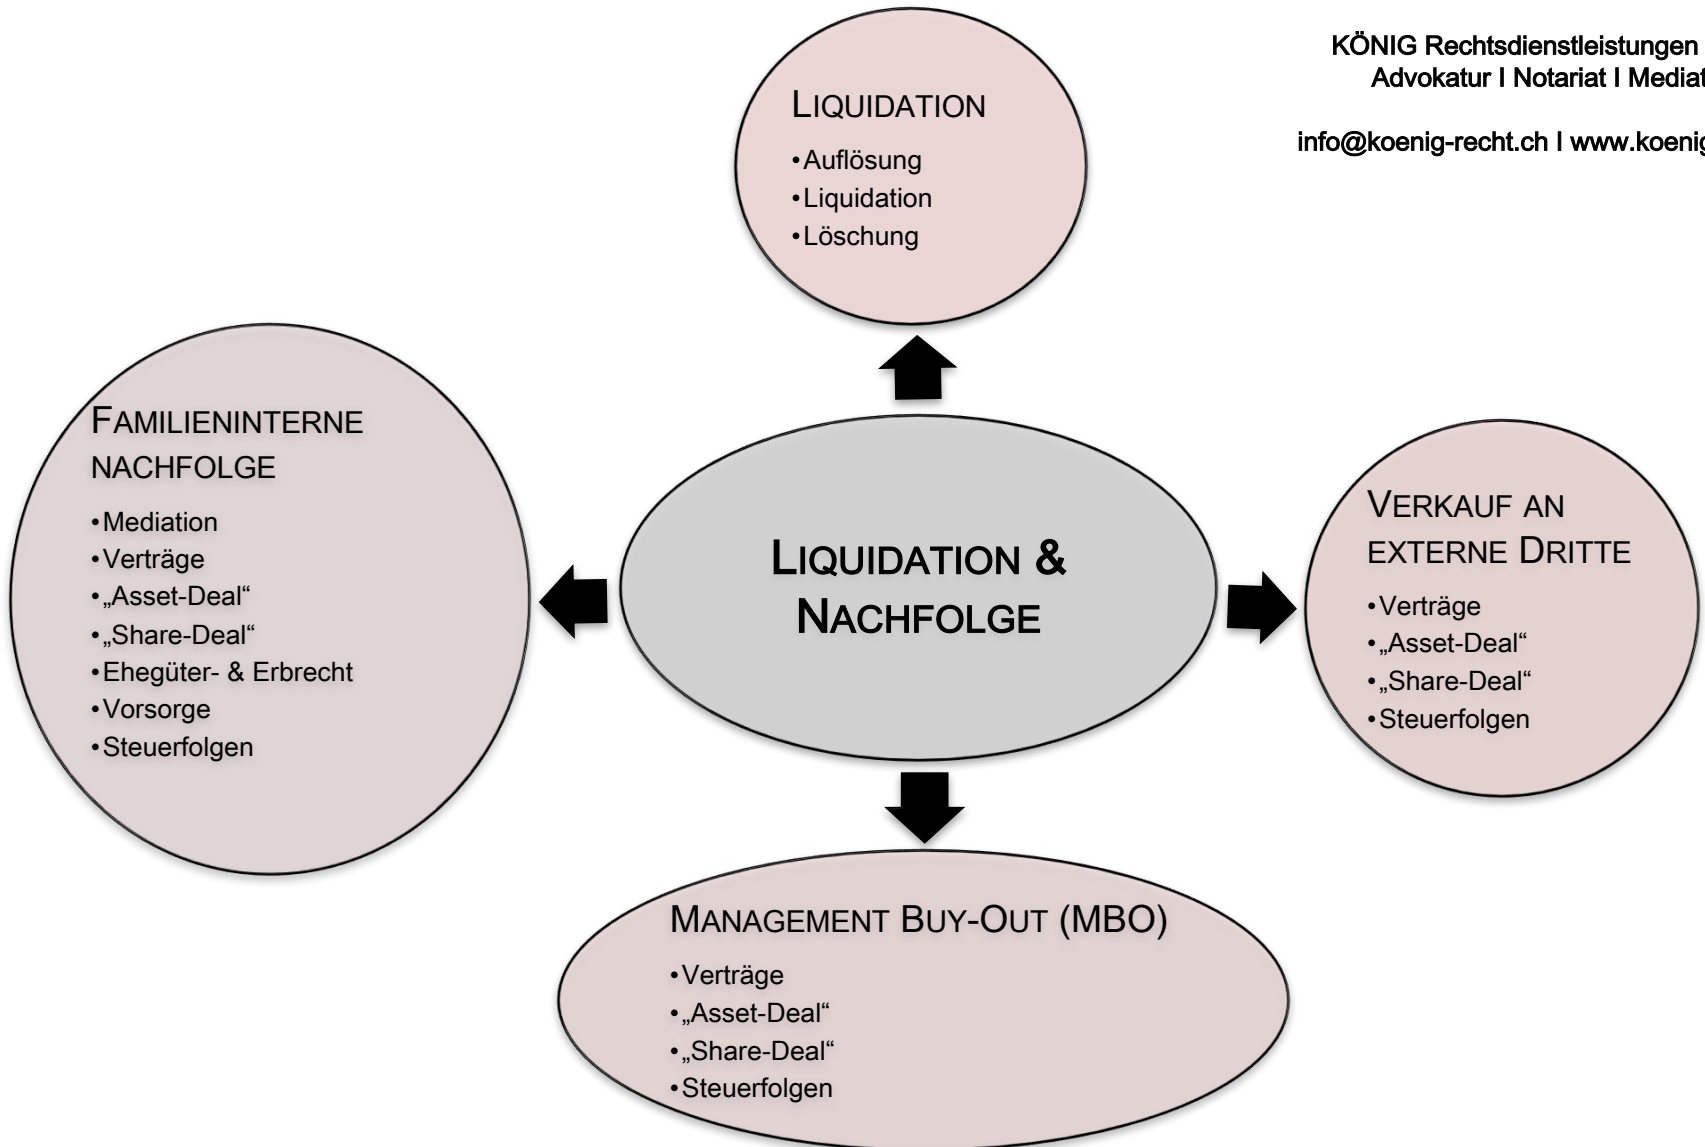 KÖNIG Rechtsdienstleistungen
Advokatur I Notariat I Mediat
info@koenig-recht.ch I www.koenig
LIQUIDATION
•Auflösung
•Liquidation
•Löschung
FAMILIENINTERNE
NACHFOLGE
•Mediation
•Verträge
•„Asset-Deal“
•„Share-Deal“
•Ehegüter- & Erbrecht
•Vorsorge
•Steuerfolgen
LIQUIDATION &
NACHFOLGE
VERKAUF AN
EXTERNE DRITTE
•Verträge
•„Asset-Deal“
•„Share-Deal“
•Steuerfolgen
MANAGEMENT BUY-OUT (MBO)
•Verträge
•„Asset-Deal“
•„Share-Deal“
•Steuerfolgen